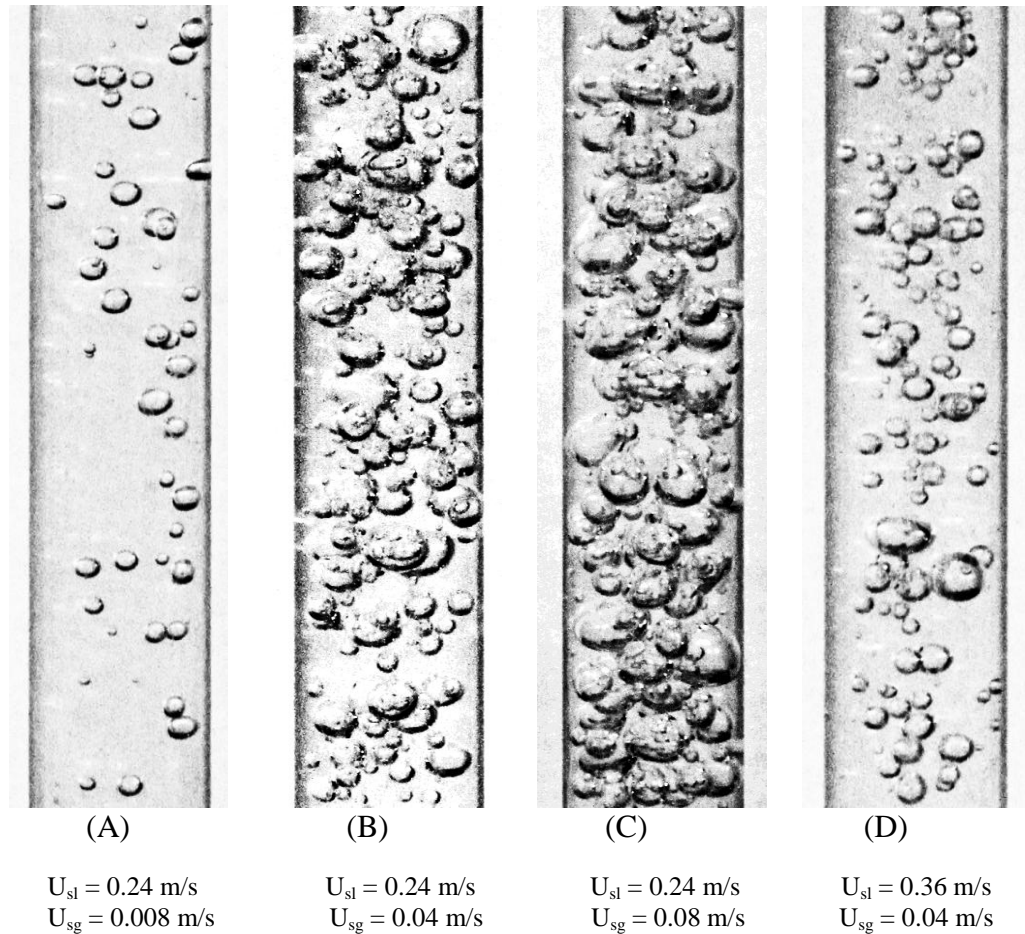 (A) (B) (C) (D)
U_sl = 0.24 m/s U_sl = 0.24 m/s U_sl = 0.24 m/s U_sl = 0.36 m/s
U_sg = 0.008 m/s U_sg = 0.04 m/s U_sg = 0.08 m/s U_sg = 0.04 m/s